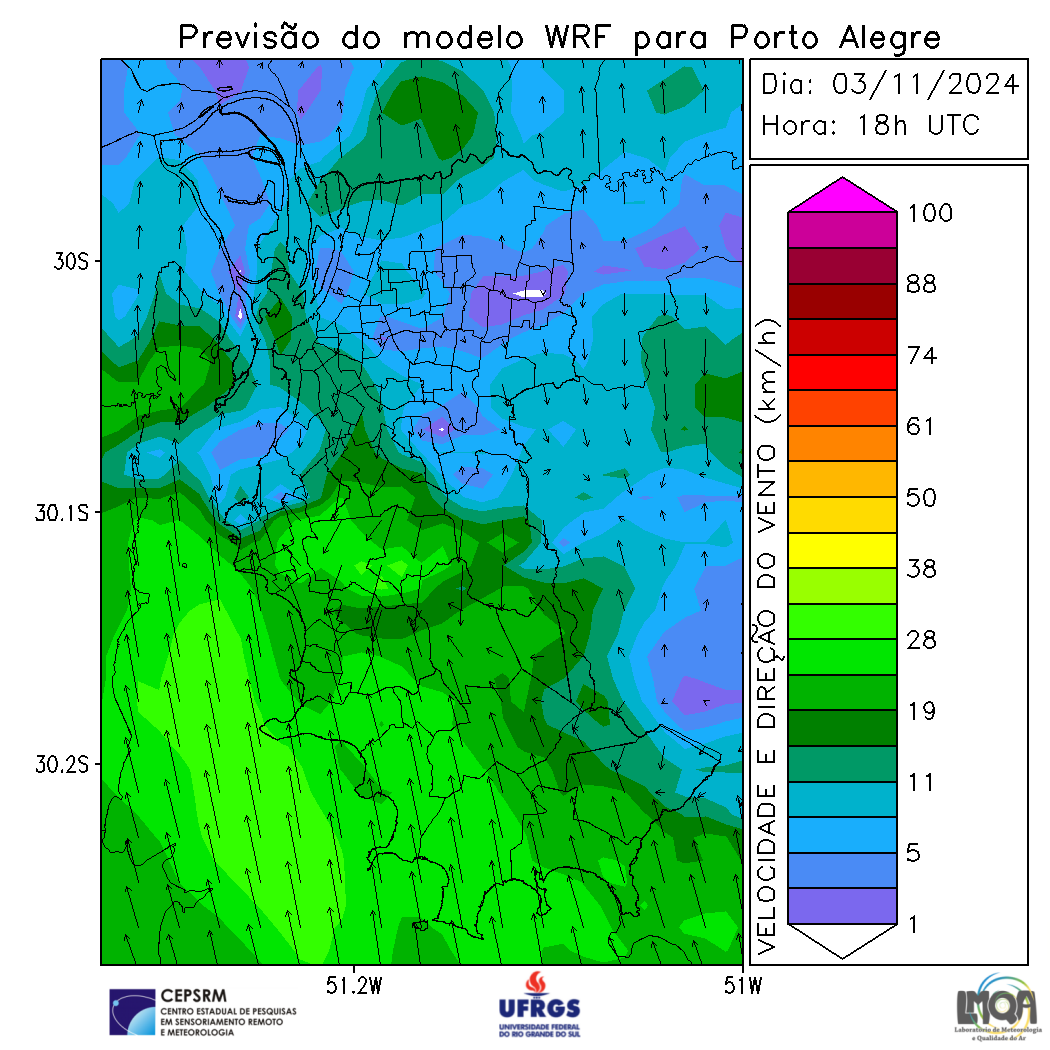 Previsão do modelo WRF para Porto Alegre
Dia: 03/11/2024
Hora: 18h UTC
30S
30.1S
30.2S
51.2W
51W
VELOCIDADE E DIREÇÃO DO VENTO (km/h)
100
88
74
61
50
38
28
19
11
5
1
CEPSRM
CENTRO ESTADUAL DE PESQUISAS
EM SENSORIAMENTO REMOTO
E METEOROLOGIA
UFRGS
UNIVERSIDADE FEDERAL
DO RIO GRANDE DO SUL
LMQA
Laboratório de Meteorologia
e Qualidade do Ar